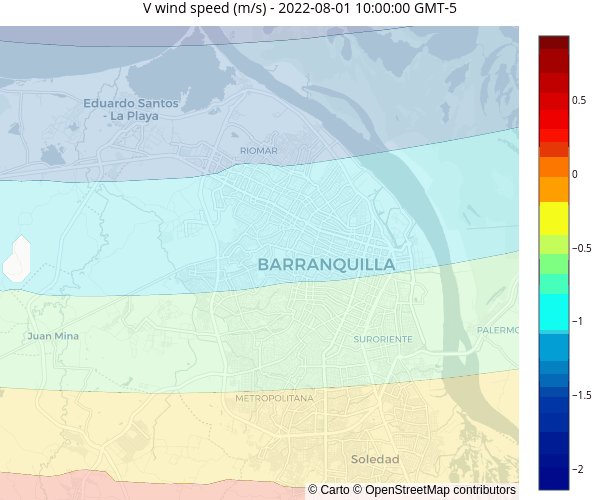 V wind speed (m/s) - 2022-08-01 10:00:00 GMT-5
Eduardo Santos
- La Playa
RIOMAR
BARRANQUILLA
Juan Mina
SURORIENTE
PALERMO
METROPOLITANA
Soledad
© Carto © OpenStreetMap contributors
0.5
0
−0.5
−1
−1.5
−2